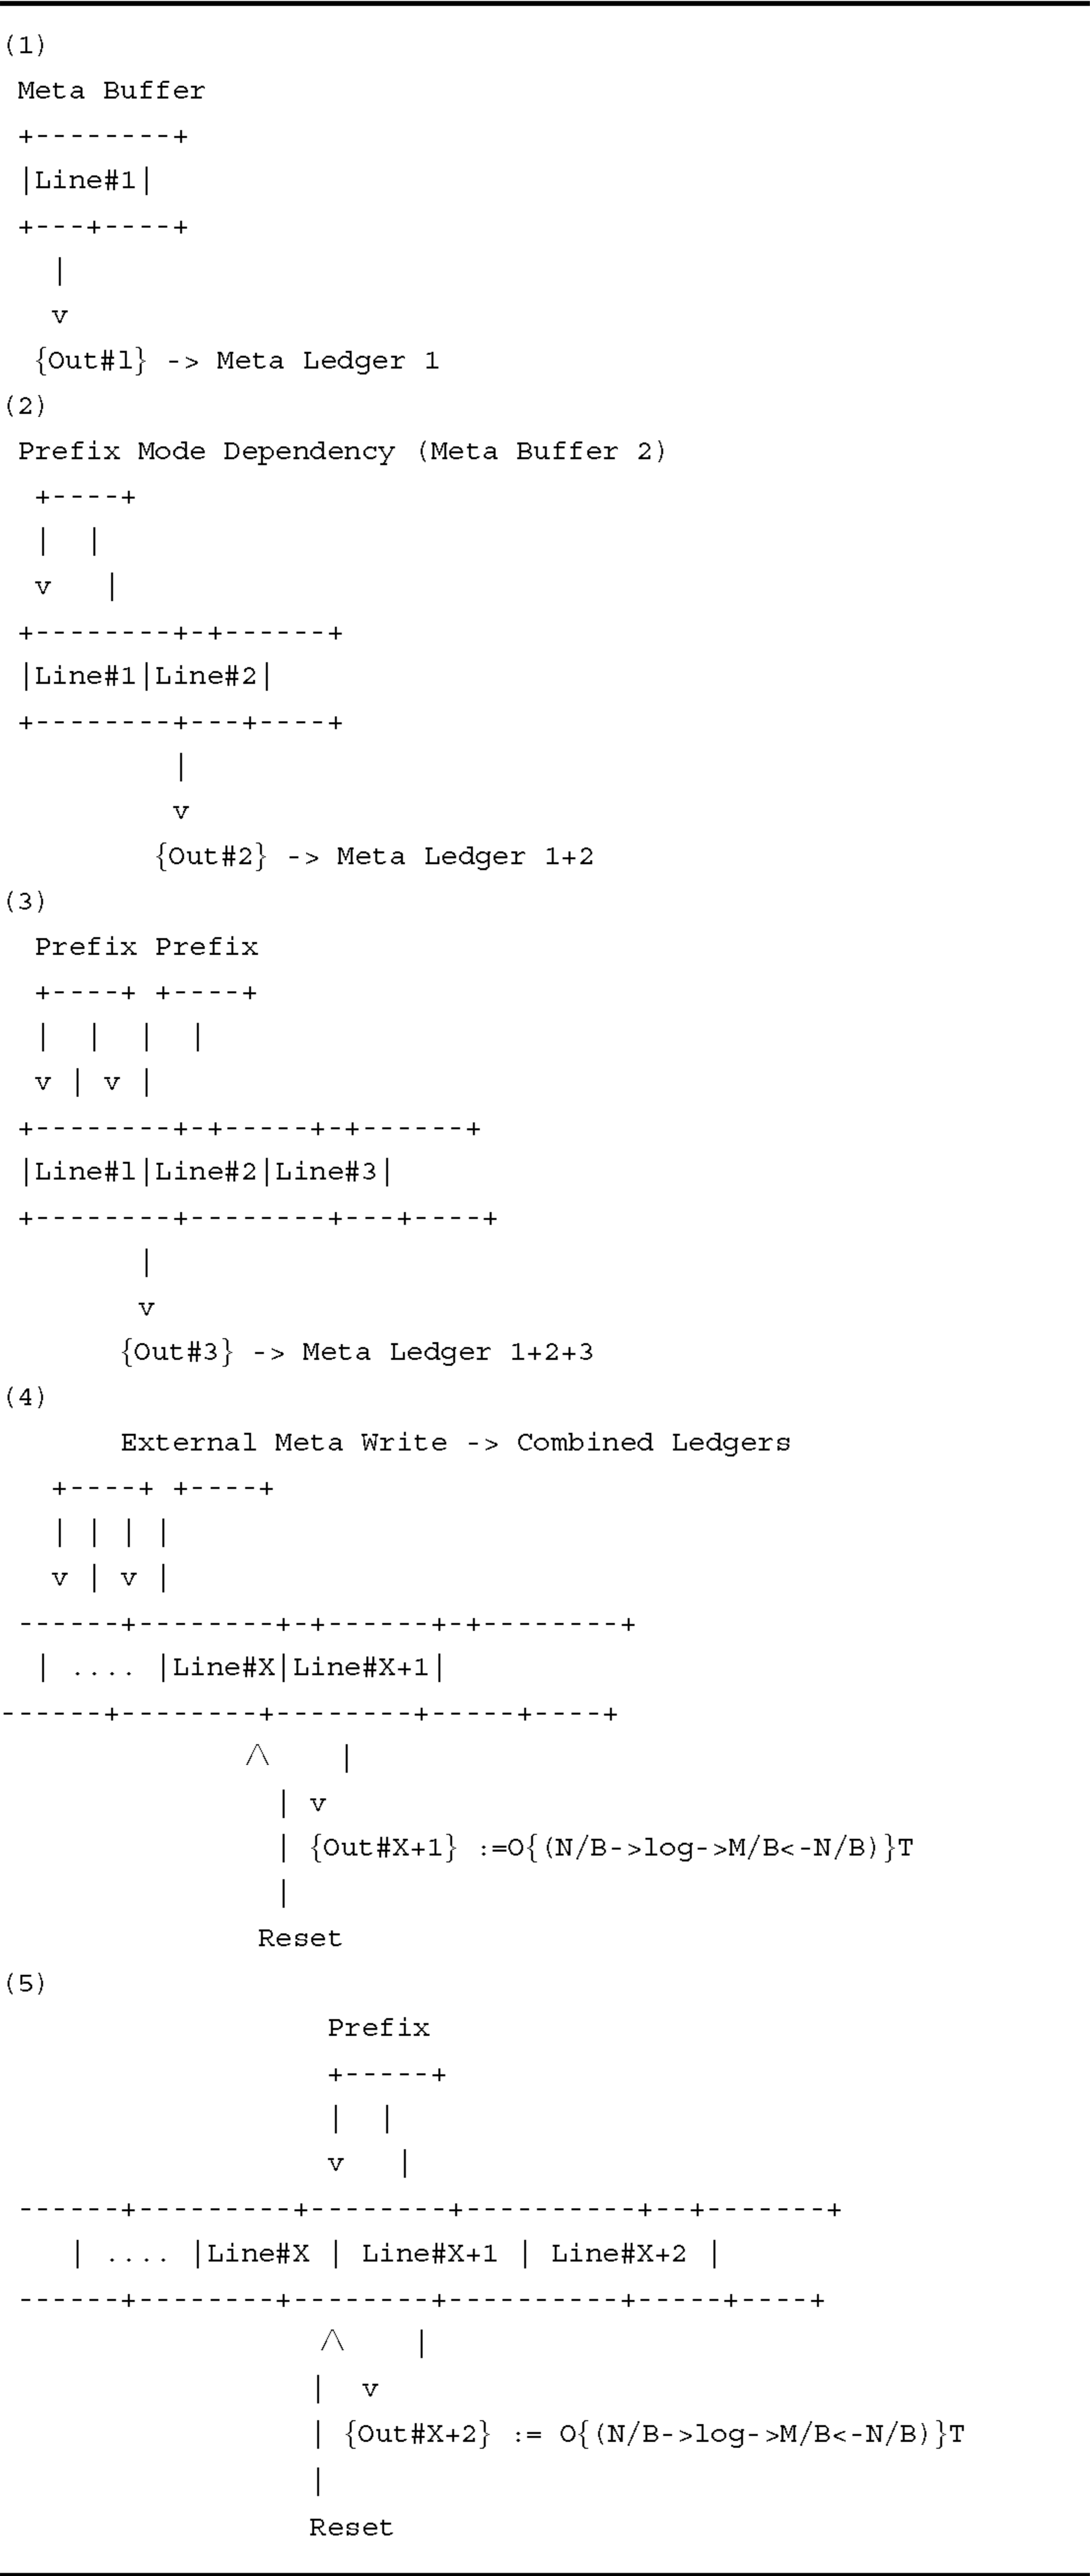 (1)
Meta Buffer
+--------+
|Line#1|
+---+----+
|
v
{Out#1} -> Meta Ledger 1
(2)
Prefix Mode Dependency (Meta Buffer 2)
+----+
| |
v |
+--------+-+------+
|Line#1|Line#2|
+--------+---+----+
|
v
{Out#2} -> Meta Ledger 1+2
(3)
Prefix Prefix
+----+ +----+
| | | |
v | v |
+--------+-+-----+-+------+
|Line#1|Line#2|Line#3|
+--------+--------+---+----+
|
v
{Out#3} -> Meta Ledger 1+2+3
(4)
External Meta Write -> Combined Ledgers
+----+ +----+
| | | |
v | v |
------+--------+-+------+-+--------+
| .... |Line#X|Line#X+1|
------+--------+--------+-----+----+
^ |
| v
| {Out#X+1} :=O{(N/B->log->M/B<-N/B)}T
|
Reset
(5)
Prefix
+-----+
| |
v |
------+---------+--------+----------+--+-------+
| .... |Line#X | Line#X+1 | Line#X+2 |
------+--------+--------+----------+-----+----+
^ |
| v
| {Out#X+2} := O{(N/B->log->M/B<-N/B)}T
|
Reset